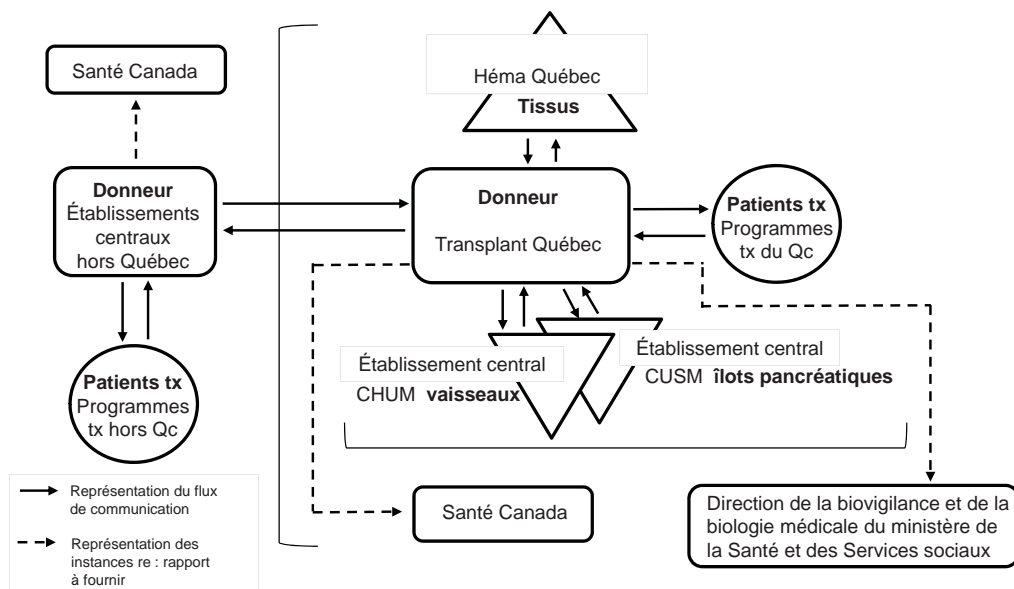 Santé Canada
Donneur
Établissements
centraux
hors Québec
Patients tx
Programmes
tx hors Qc
Représentation du flux
de communication
Représentation des
instances re : rapport
à fournir
Héma Québec
Tissus
Donneur
Transplant Québec
Patients tx
Programmes
tx du Qc
Établissement central
CHUM vaisseaux
Établissement central
CUSM îlots pancréatiques
Santé Canada
Direction de la biovigilance et de la
biologie médicale du ministère de
la Santé et des Services sociaux